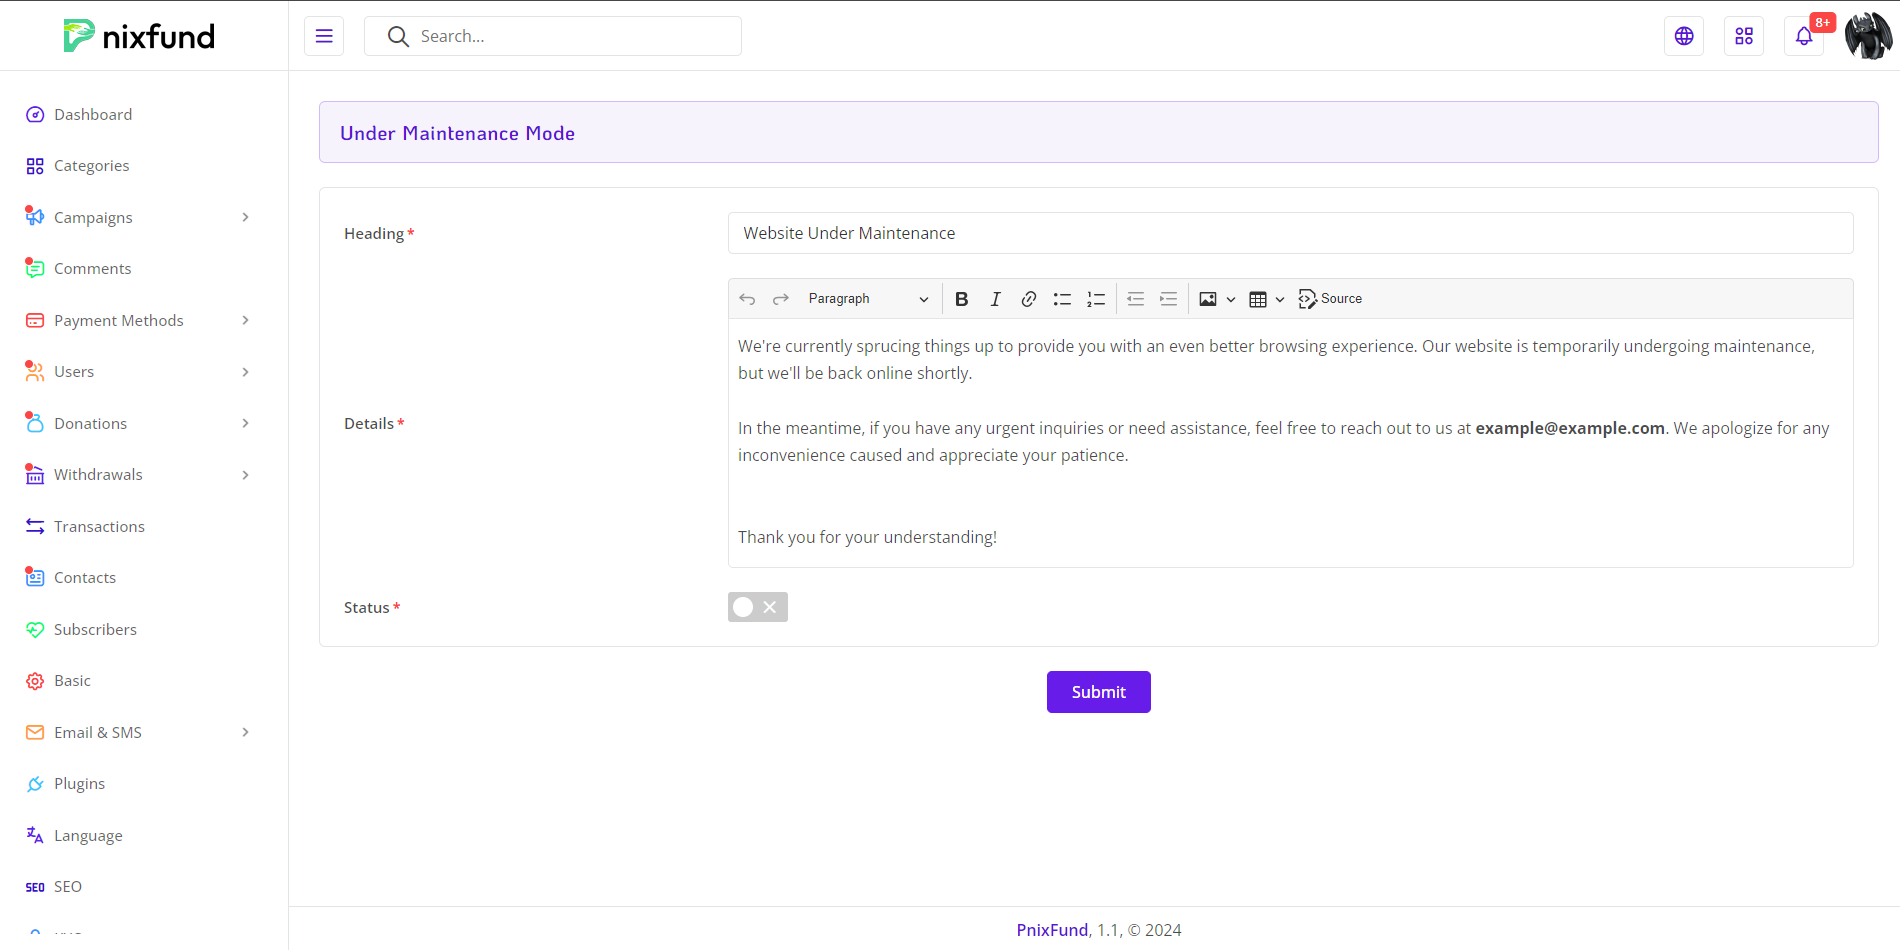 nixfund
Search...
8+
Dashboard
Categories
Campaigns
Comments
Payment Methods
Users
Donations
Withdrawals
Transactions
Contacts
Subscribers
Basic
Email & SMS
Plugins
Language
SEO SEO
Under Maintenance Mode
Heading *
Website Under Maintenance
Details *
Paragraph
Source
We're currently sprucing things up to provide you with an even better browsing experience. Our website is temporarily undergoing maintenance,
but we'll be back online shortly.
In the meantime, if you have any urgent inquiries or need assistance, feel free to reach out to us at example@example.com. We apologize for any
inconvenience caused and appreciate your patience.
Thank you for your understanding!
Status *
Submit
PnixFund, 1.1, © 2024